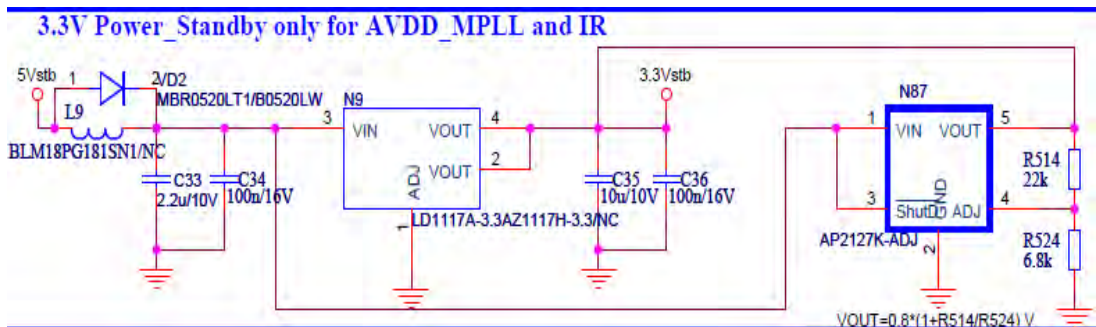 3.3V Power_Standby only for AVDD_MPLL and IR
5Vstb
1
2
VD2
MBR0520LT1/B0520LW
L9
BLM18PG181SN1/NC
C33
2.2u/10V
C34
100n/16V
N9
3
VIN
VOUT
4
VOUT
2
ADJ
1
LD1117A-3.3AZ1117H-3.3/NC
3.3Vstb
C35
10u/10V
C36
100n/16V
N87
1
VIN
VOUT
5
3
ShutD
GND
ADJ
4
2
AP2127K-ADJ
R514
22k
R524
6.8k
VOUT=0.8*(1+R514/R524) V